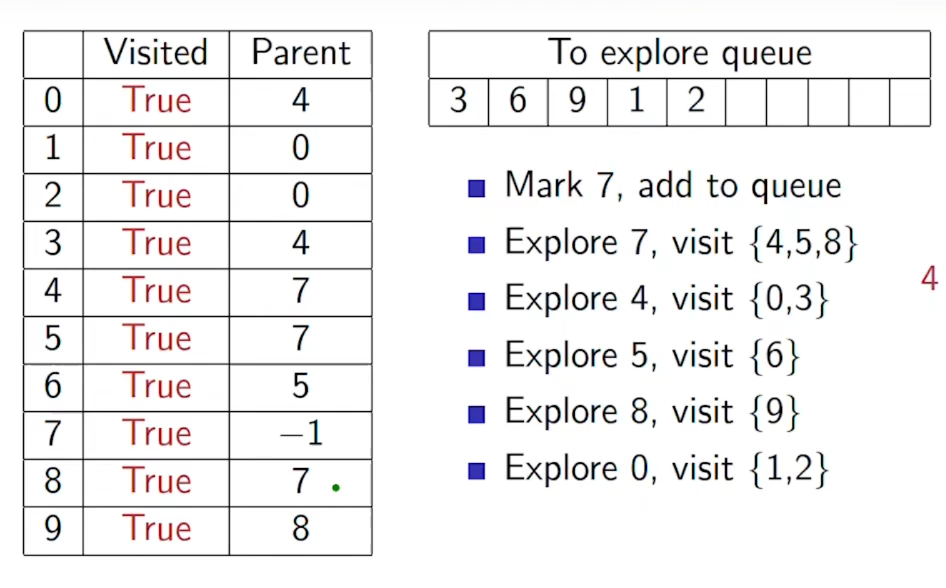 Visited Parent
0 True 4
1 True 0
2 True 0
3 True 4
4 True 7
5 True 7
6 True 5
7 True −1
8 True 7
9 True 8
To explore queue
3 6 9 1 2
Mark 7, add to queue
Explore 7, visit {4,5,8}
4
Explore 4, visit {0,3}
Explore 5, visit {6}
Explore 8, visit {9}
Explore 0, visit {1,2}